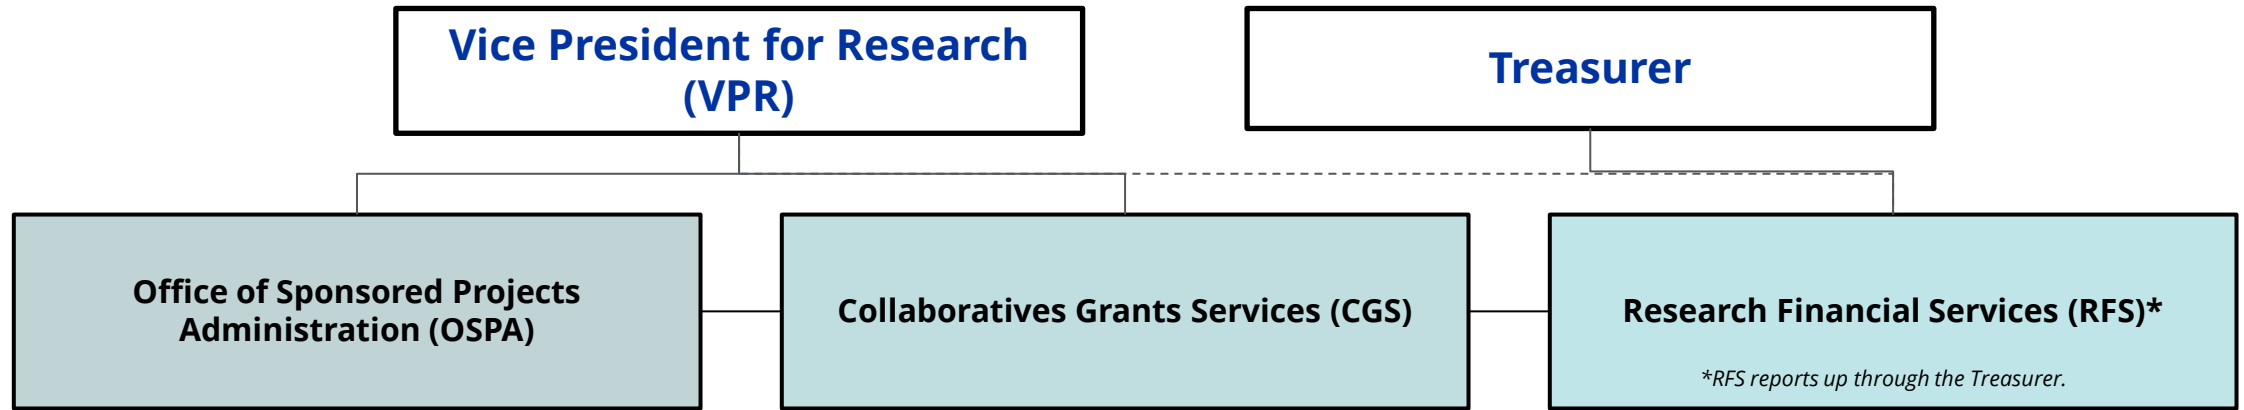 Vice President for Research
(VPR)
Treasurer
Office of Sponsored Projects
Administration (OSPA)
Collaboratives Grants Services (CGS)
Research Financial Services (RFS)*
*RFS reports up through the Treasurer.